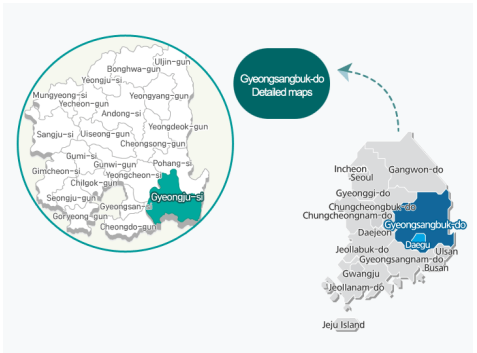 Uljin-gun
Bonghwa-gun
Yeongju-si
Mungyeong-si
Yeongyang-gun
Yecheon-gun
Andong-si
Yeongdeok-gun
Sangju-si
Uiseong-gun
Cheongsong-gun
Gumi-si
Pohang-si
Gunwi-gun
Gimcheon-si
Yeongcheon-si
Chilgok-gun
Seongju-gun
Gyeongju-si
Gyeongsan-si
Goryeong-gun
Cheongdo-gun
Gyeongsangbuk-do
Detailed maps
Incheon
Seoul
Gangwon-do
Gyeonggi-do
Chungcheongbuk-do
Chungcheongnam-do
Gyeongsangbuk-do
Daejeon
Daegu
Jeollabuk-do
Ulsan
Gyeongsangnam-do
Busan
Gwangju
Jeollanam-do
Jeju Island